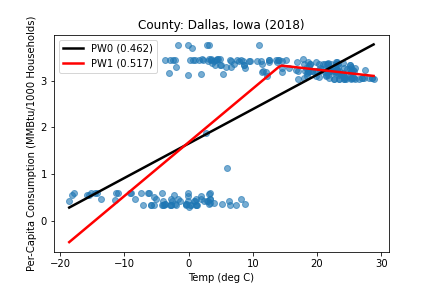 County: Dallas, Iowa (2018)
PW0 (0.462)
PW1 (0.517)
Per-Capita Consumption (MMBtu/1000 Households)
3
2
1
0
−20
−10
0
10
20
30
Temp (deg C)